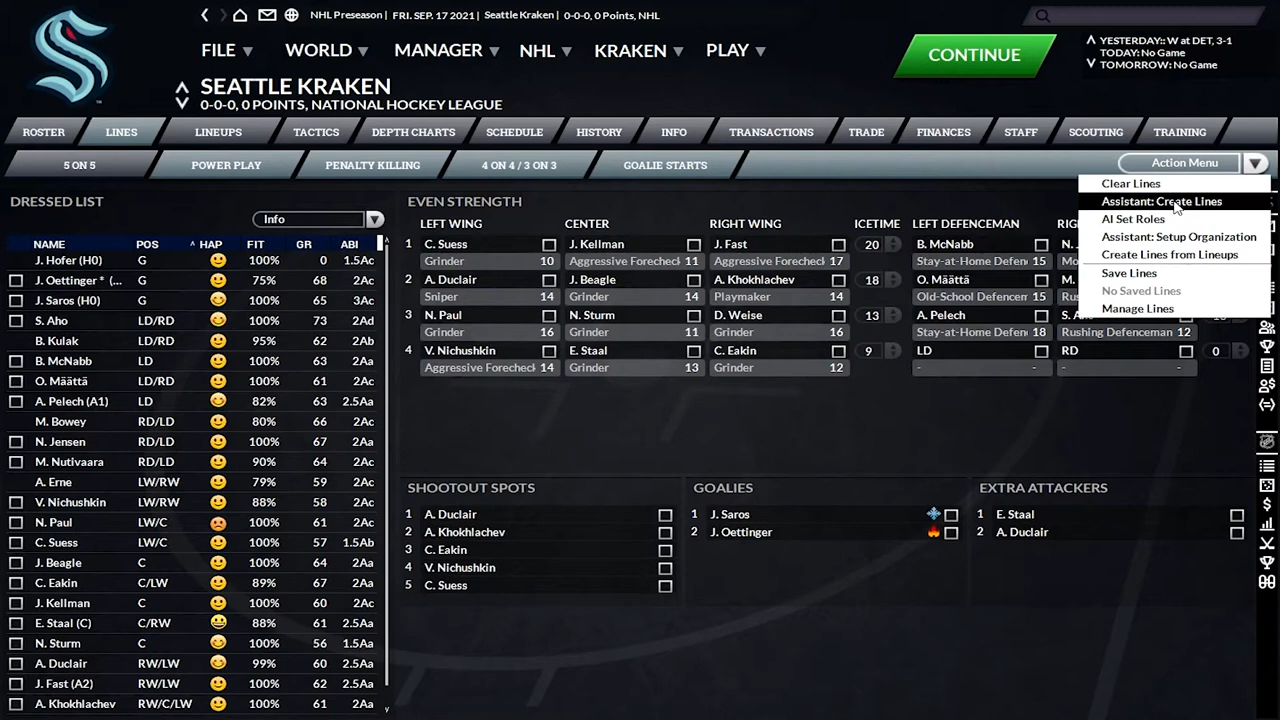 NHL Preseason | FRI. SEP. 17 2021 | Seattle Kraken | 0-0-0, 0 Points, NHL
FILE WORLD MANAGER NHL KRAKEN PLAY
CONTINUE
YESTERDAY:: W at DET, 3-1
TODAY: No Game
TOMORROW: No Game
SEATTLE KRAKEN
0-0-0, 0 POINTS, NATIONAL HOCKEY LEAGUE
ROSTER LINES LINEUPS TACTICS DEPTH CHARTS SCHEDULE HISTORY INFO TRANSACTIONS TRADE FINANCES STAFF SCOUTING TRAINING
5 ON 5 POWER PLAY PENALTY KILLING 4 ON 4 / 3 ON 3 GOALIE STARTS
Action Menu
Clear Lines
Assistant: Create Lines
AI Set Roles
Assistant: Setup Organization
Create Lines from Lineups
Save Lines
No Saved Lines
Manage Lines
DRESSED LIST
Info
NAME POS HAP FIT GR ABI
J. Hofer (H0) G 100% 0 1.5Ac
J. Oettinger * (... G 75% 68 2Ac
J. Saros (H0) G 100% 65 3Ac
S. Aho LD/RD 100% 73 2Ad
B. Kulak LD/RD 95% 62 2Ab
B. McNabb LD 100% 63 2Aa
O. Määttä LD/RD 100% 61 2Ac
A. Pelech (A1) LD 82% 63 2.5Aa
M. Bowey RD/LD 80% 66 2Ac
N. Jensen RD/LD 100% 67 2Aa
M. Nutivaara RD/LD 90% 64 2Ac
A. Erne LW/RW 79% 59 2Ac
V. Nichushkin LW/RW 88% 58 2Aa
N. Paul LW/C 100% 61 2Ac
C. Suess LW/C 100% 57 1.5Ab
J. Beagle C 100% 64 2Aa
C. Eakin C/LW 89% 67 2Aa
J. Kellman C 100% 60 2Ac
E. Staal (C) C/RW 88% 61 2.5Aa
N. Sturm C 100% 56 1.5Aa
A. Duclair RW/LW 99% 60 2.5Aa
J. Fast (A2) RW/LW 100% 62 2.5Aa
A. Khokhlachev RW/C/LW 100% 61 2Aa
EVEN STRENGTH
LEFT WING CENTER RIGHT WING ICETIME LEFT DEFENCEMAN
1 C. Suess J. Kellman J. Fast 20 B. McNabb N.
Grinder 10 Aggressive Forecheck 11 Aggressive Forecheck 17 Stay-at-Home Defen 15
2 A. Duclair J. Beagle A. Khokhlachev 18 O. Määttä
Sniper 14 Grinder 14 Playmaker 14 Old-School Defencem 15
3 N. Paul N. Sturm D. Weise 13 A. Pelech
Grinder 16 Grinder 11 Grinder 16 Stay-at-Home Defen 18 Rushing Defenceman 12
4 V. Nichushkin E. Staal C. Eakin 9 LD RD 0
Aggressive Forecheck 14 Grinder 13 Grinder 12 - - - -
SHOOTOUT SPOTS
1 A. Duclair
2 A. Khokhlachev
3 C. Eakin
4 V. Nichushkin
5 C. Suess
GOALIES
1 J. Saros
2 J. Oettinger
EXTRA ATTACKERS
1 E. Staal
2 A. Duclair